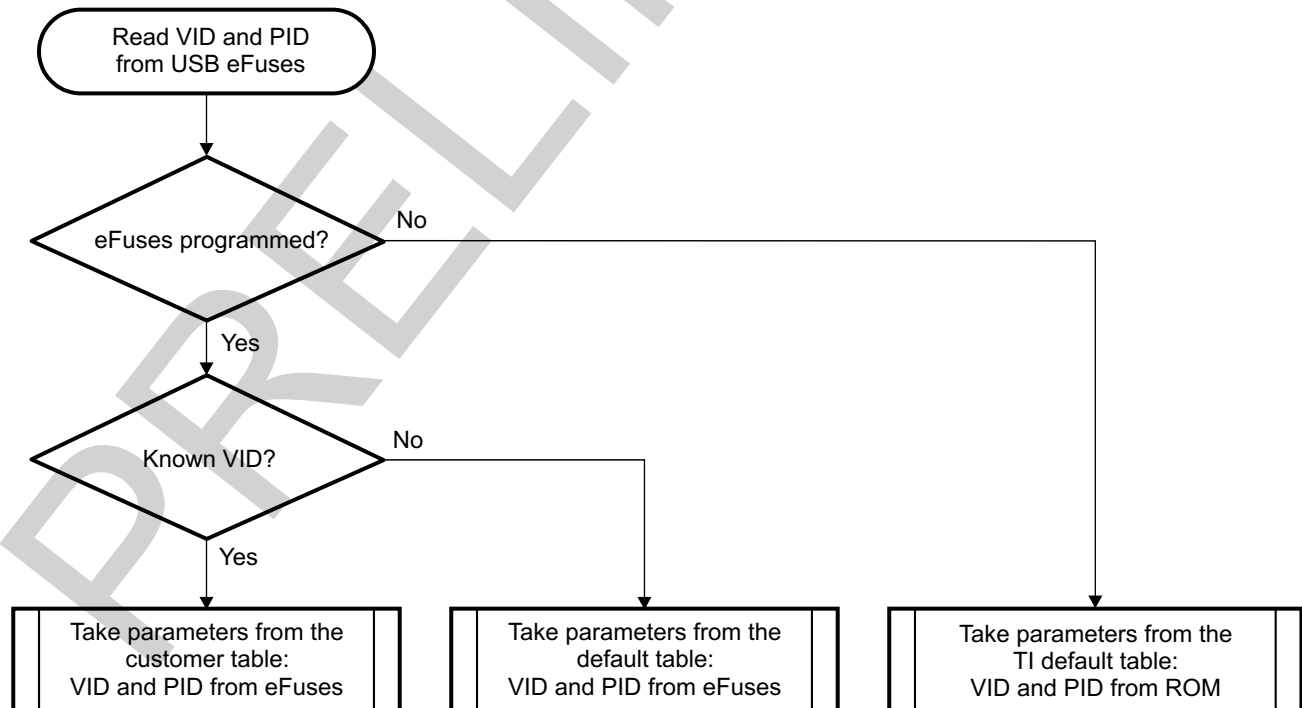 Read VID and PID
from USB eFuses
eFuses programmed?
No
Yes
Known VID?
No
Yes
Take parameters from the
customer table:
VID and PID from eFuses
Take parameters from the
default table:
VID and PID from eFuses
Take parameters from the
TI default table:
VID and PID from ROM
PRELI